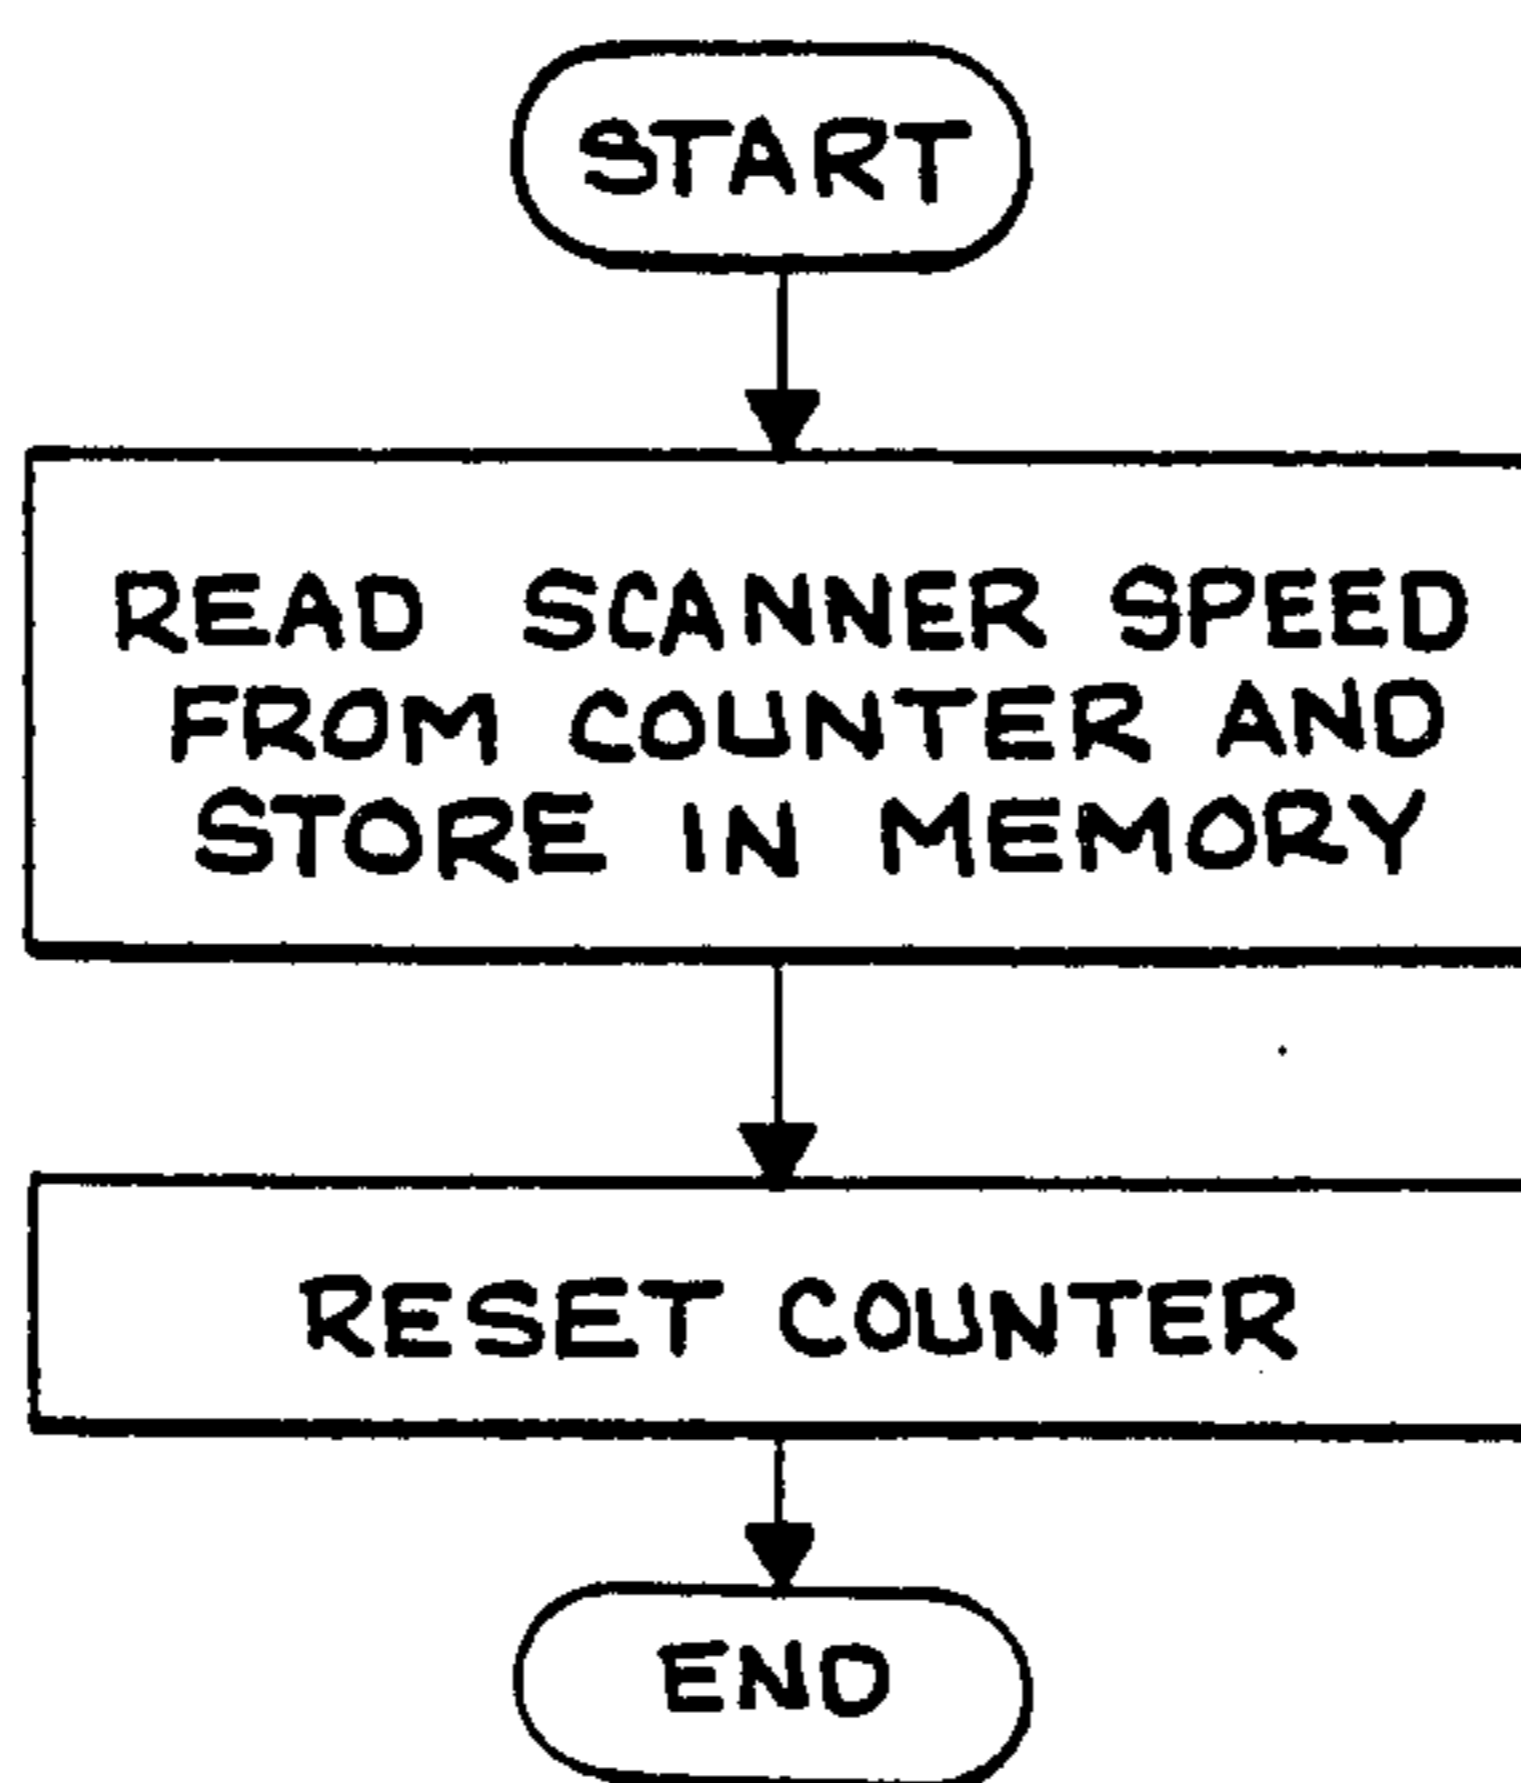 START
READ SCANNER SPEED
FROM COUNTER AND
STORE IN MEMORY
RESET COUNTER
END